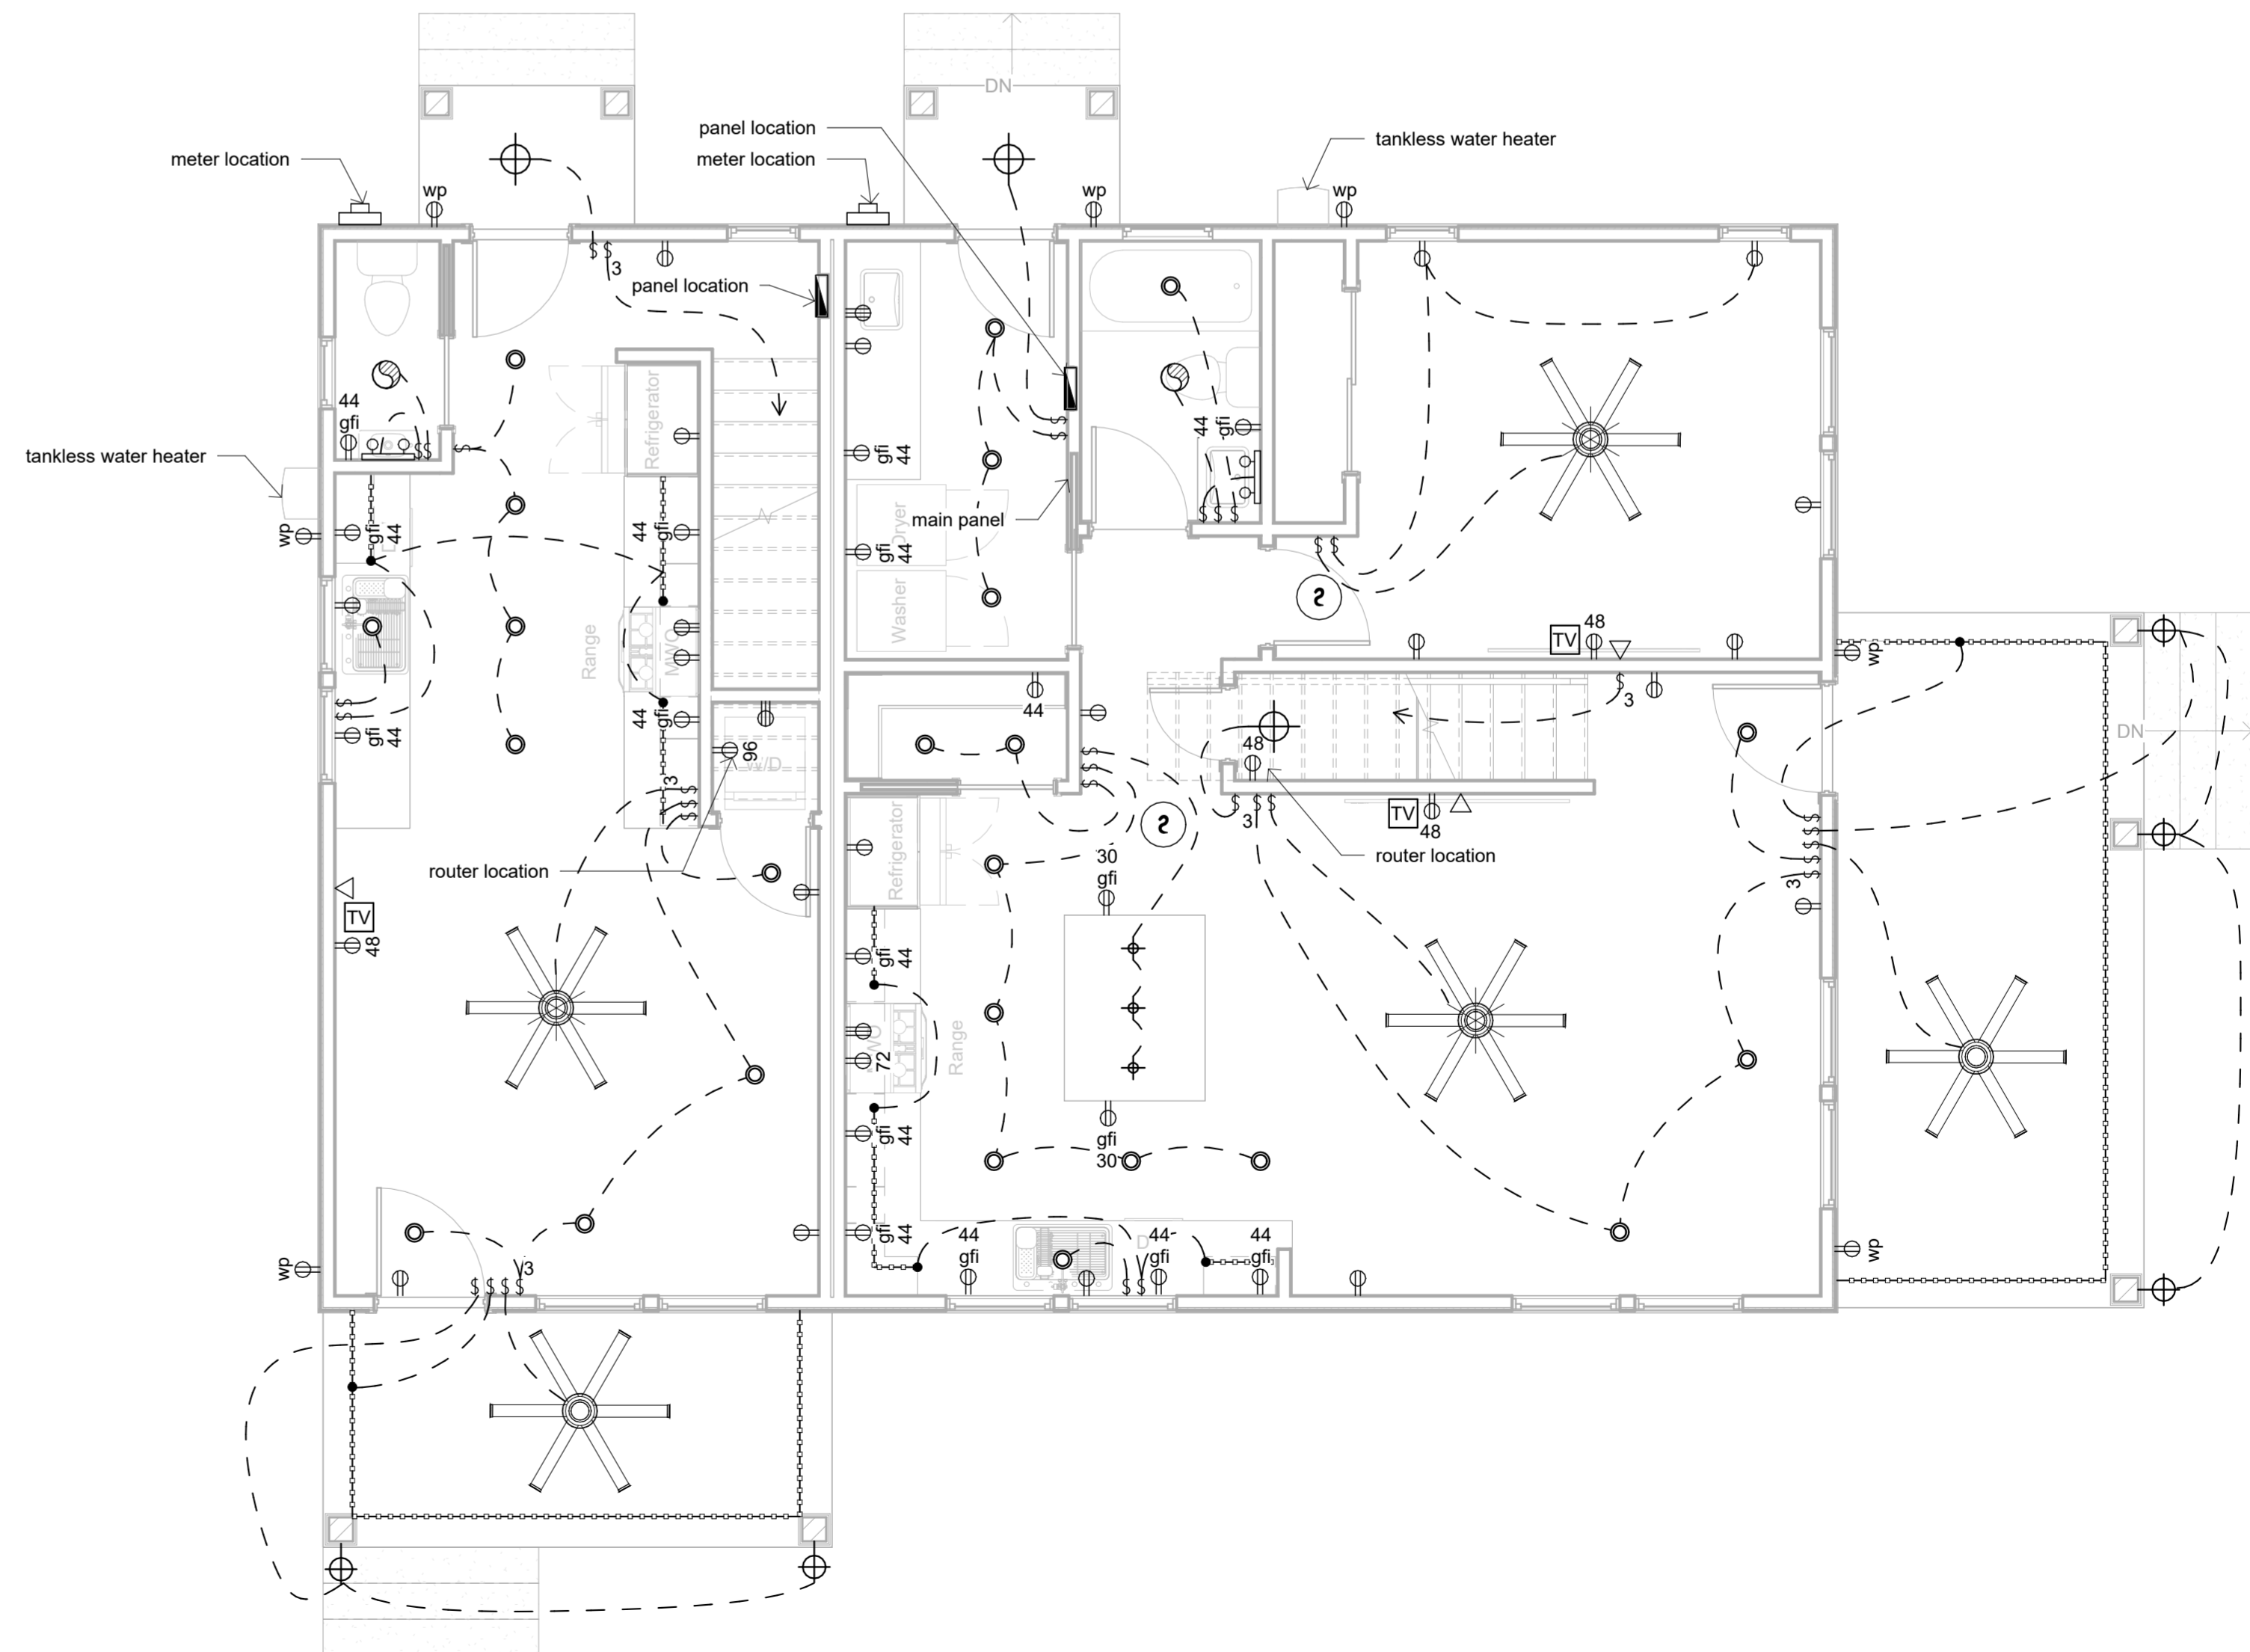 DN
panel location
meter location
meter location
tankless water heater
wp
wp
wp
$
$
3
panel location
44
gfi
$
$
$
Refrigerator
44
gfi
$
$
gfi
44
tankless water heater
wp
gfi
44
44
gfi
gfi
44
Dryer
main panel
$
$
$
$
$
Washer
Range
MWO
$
$
gfi
44
44
gfi
TV
48
wp
$
3
44
48
96
W/D
3
$
$
$
$
$
$
DN
router location
$
$
$
3
TV
48
router location
$
$
$
$
$
3
TV
48
Refrigerator
30
gfi
gfi
44
Range
72
gfi
44
gfi
30
gfi
44
44
gfi
44
gfi
44
gfi
wp
wp
$
$
$
$
3
$
$